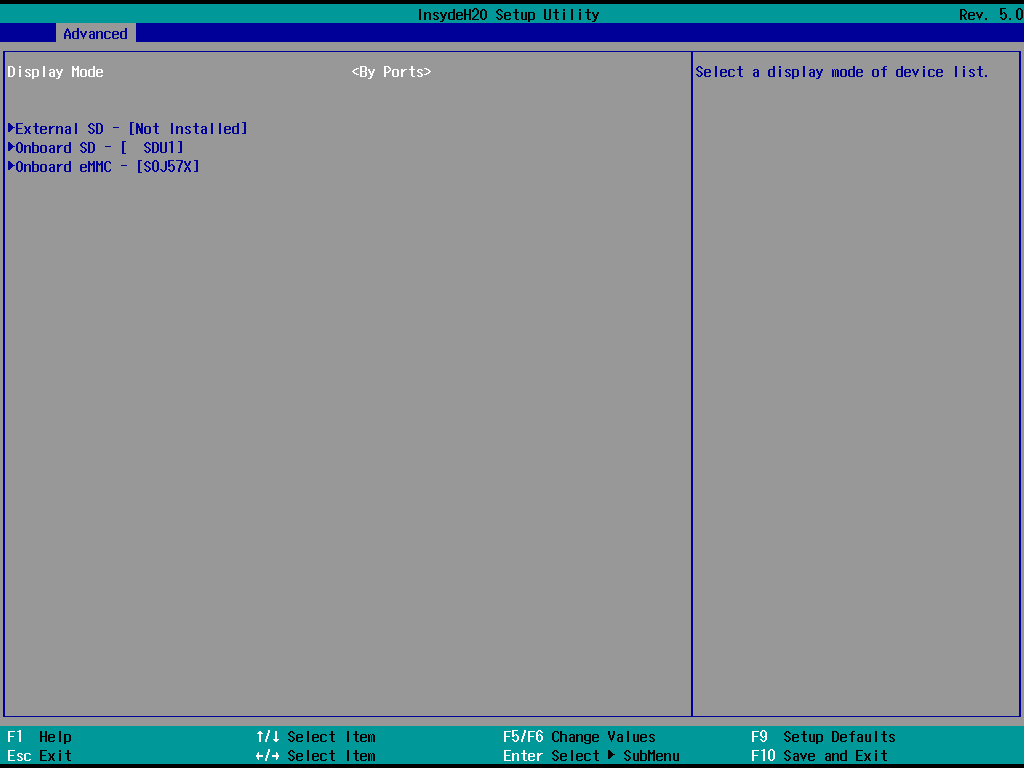 InsydeH20 Setup Utility Rev. 5.0
Advanced
Display Mode <By Ports> Select a display mode of device list.
▶External SD - [Not Installed]
▶Onboard SD - [  SDU1]
▶Onboard eMMC - [S0J57X]
F1 Help ↑/↓ Select Item F5/F6 Change Values F9 Setup Defaults
Esc Exit ←/→ Select Item Enter Select ▶ SubMenu F10 Save and Exit